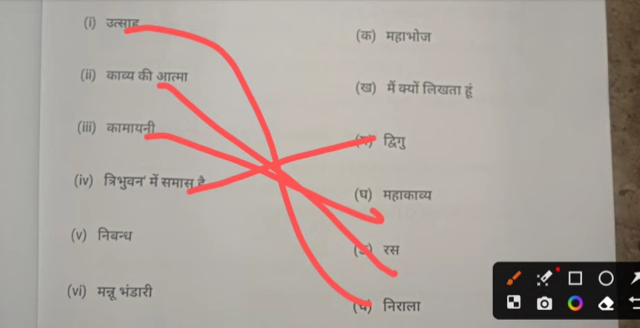 (i) उत्साह
(क) महाभोज
(ii) काव्य की आत्मा
(ख) मैं क्यों लिखता हूं
(iii) कामायनी
द्विगु
(iv) त्रिभुवन' में समास है
(घ) महाकाव्य
(v) निबन्ध
रस
(vi) मन्नू भंडारी
(च) निराला